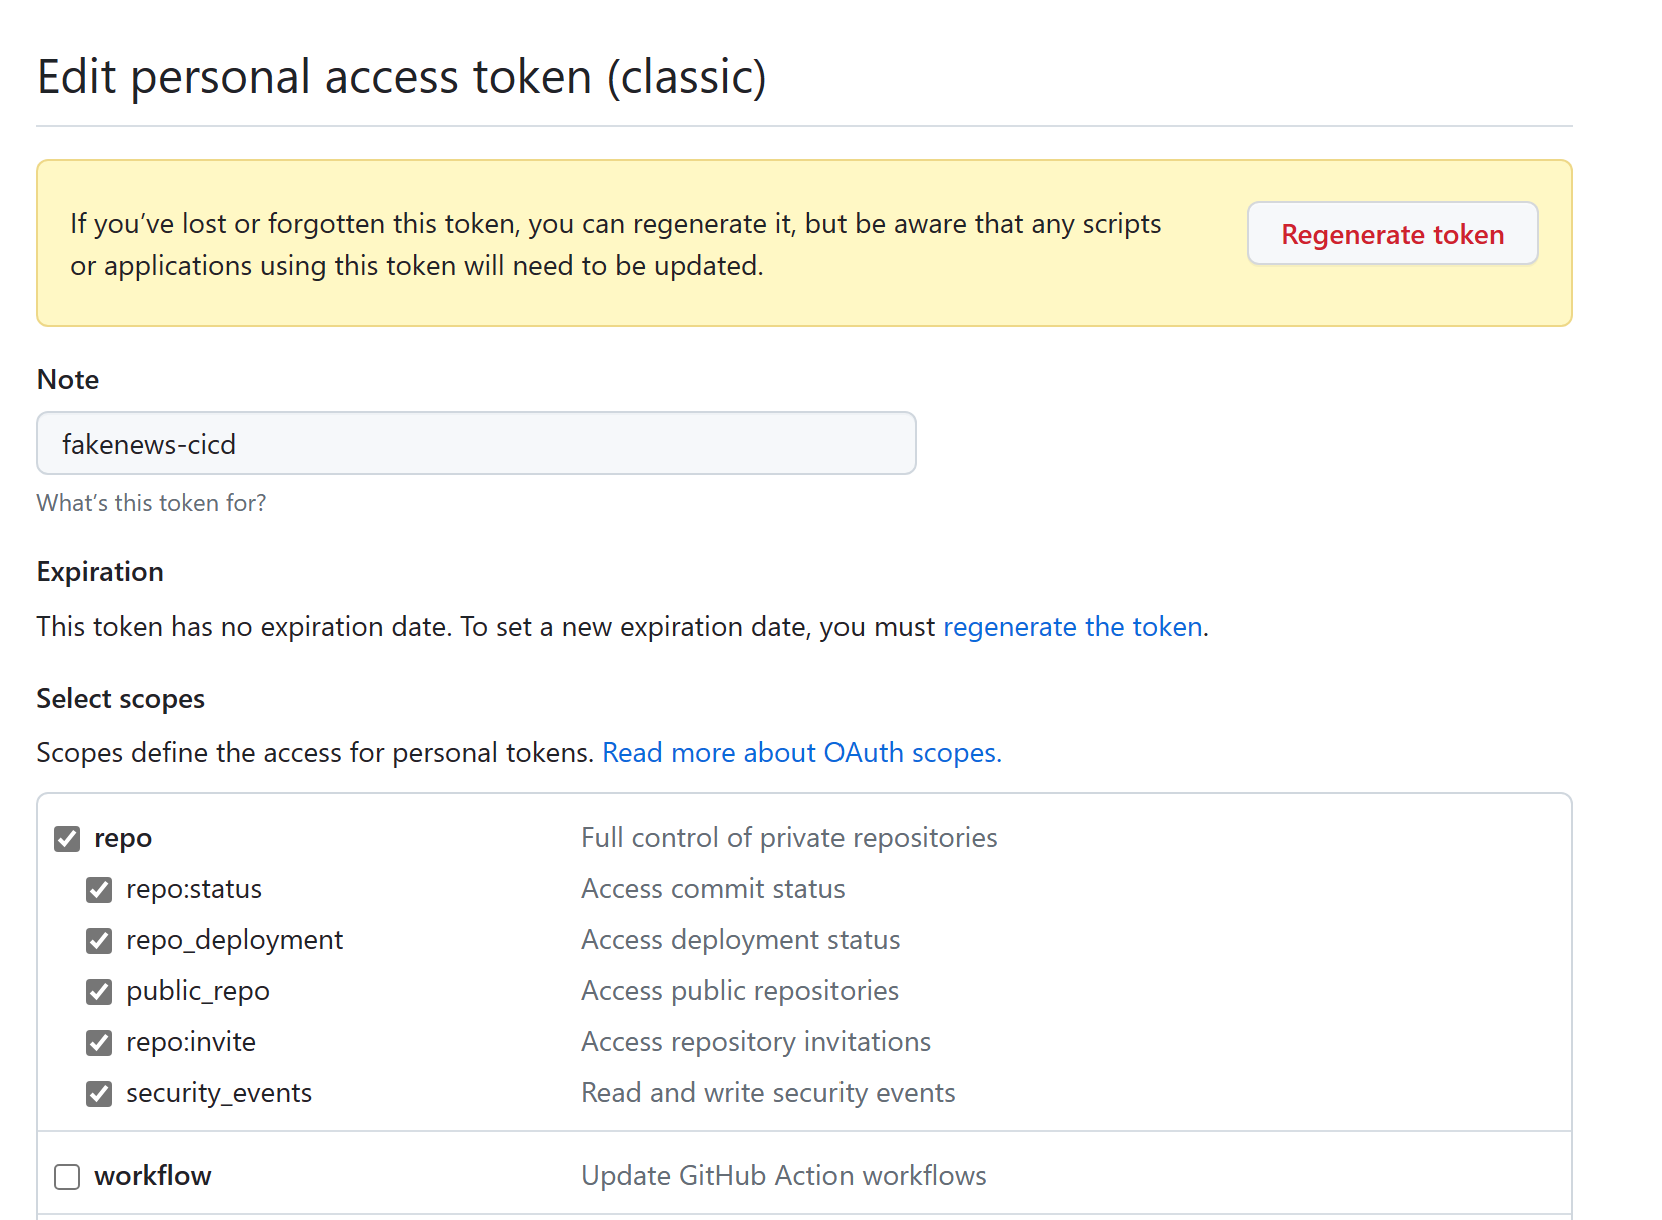 Edit personal access token (classic)
If you’ve lost or forgotten this token, you can regenerate it, but be aware that any scripts
or applications using this token will need to be updated.
Regenerate token
Note
fakenews-cicd
What’s this token for?
Expiration
This token has no expiration date. To set a new expiration date, you must regenerate the token.
Select scopes
Scopes define the access for personal tokens. Read more about OAuth scopes.
repo Full control of private repositories
repo:status Access commit status
repo_deployment Access deployment status
public_repo Access public repositories
repo:invite Access repository invitations
security_events Read and write security events
workflow Update GitHub Action workflows